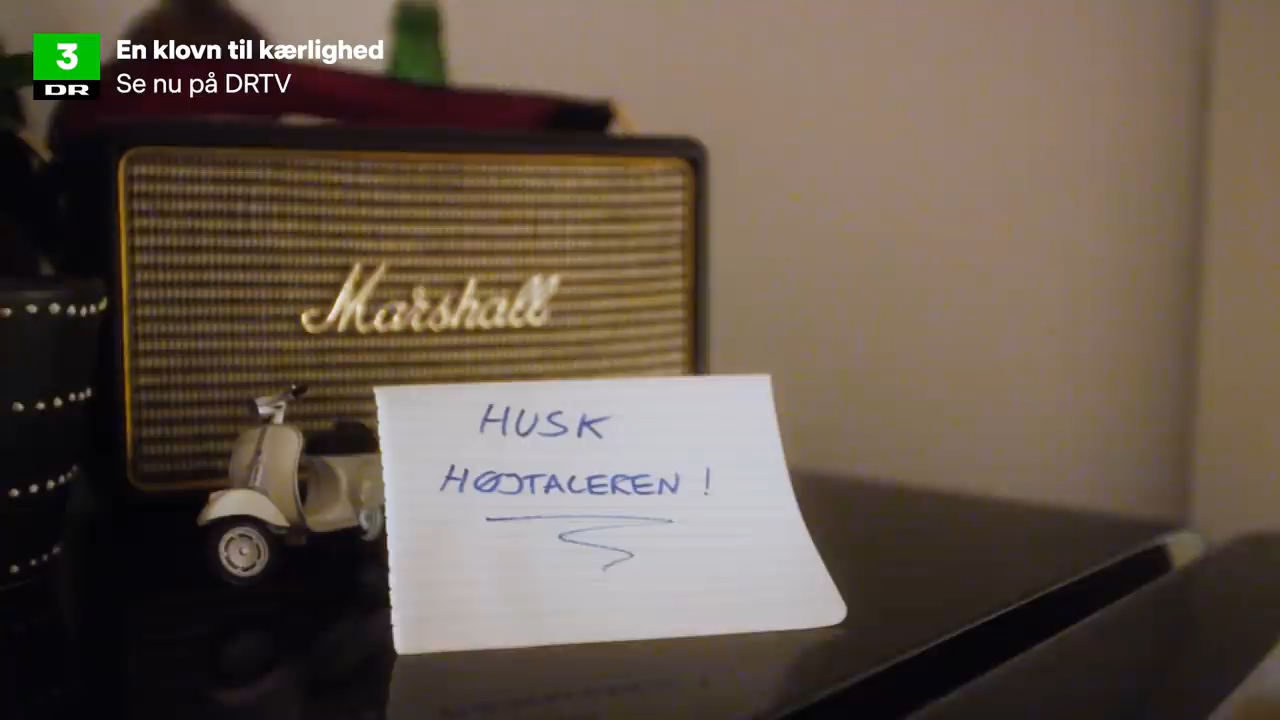 3
DR
En klovn til kærlighed
Se nu på DRTV
Marshall
HUSK
HØJTALEREN !